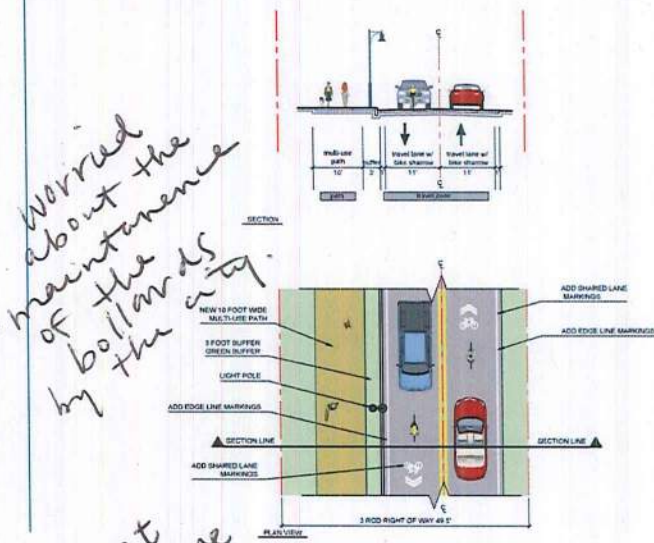 Worried
about the
maintanence
of the
bollards
by the city.
multi-use
path
10'
travel lane w/
bike sharrow
11'
travel lane w/
bike sharrow
11'
path
SECTION
NEW 10 FOOT WIDE
MULTI-USE PATH
3 FOOT BUFFER
GREEN BUFFER
LIGHT POLE
ADD EDGE LINE MARKINGS
SECTION LINE
ADD SHARED LANE
MARKINGS
ADD SHARED LANE
MARKINGS
ADD EDGE LINE MARKINGS
SECTION LINE
3 ROD RIGHT OF WAY 49.5'
PLAN VIEW